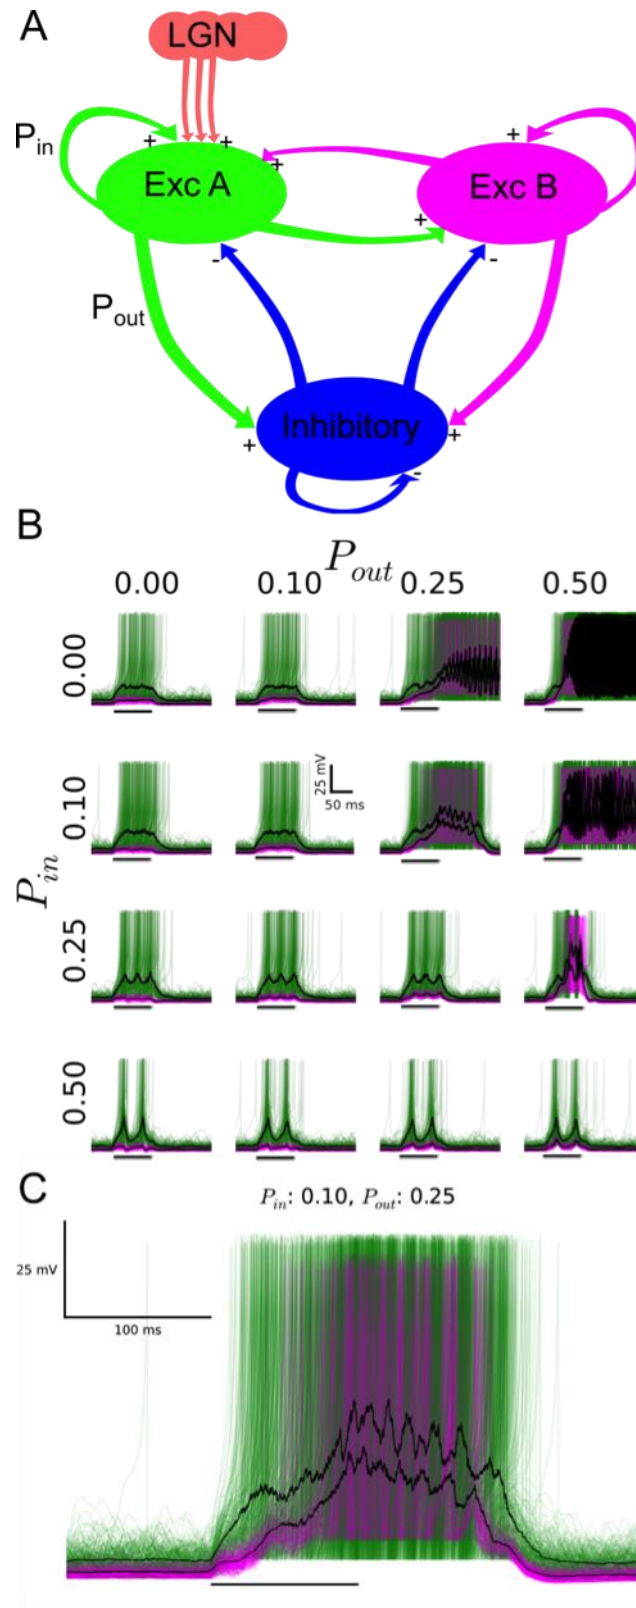 A
LGN
P_in
+ + +
+
Exc A
Exc B
+
-
-
P_out
Inhibitory
+
+
-
B
P_out
0.00 0.10 0.25 0.50
0.00
25 mV
50 ms
0.10
P_in
0.25
0.50
C
P_in: 0.10, P_out: 0.25
25 mV
100 ms